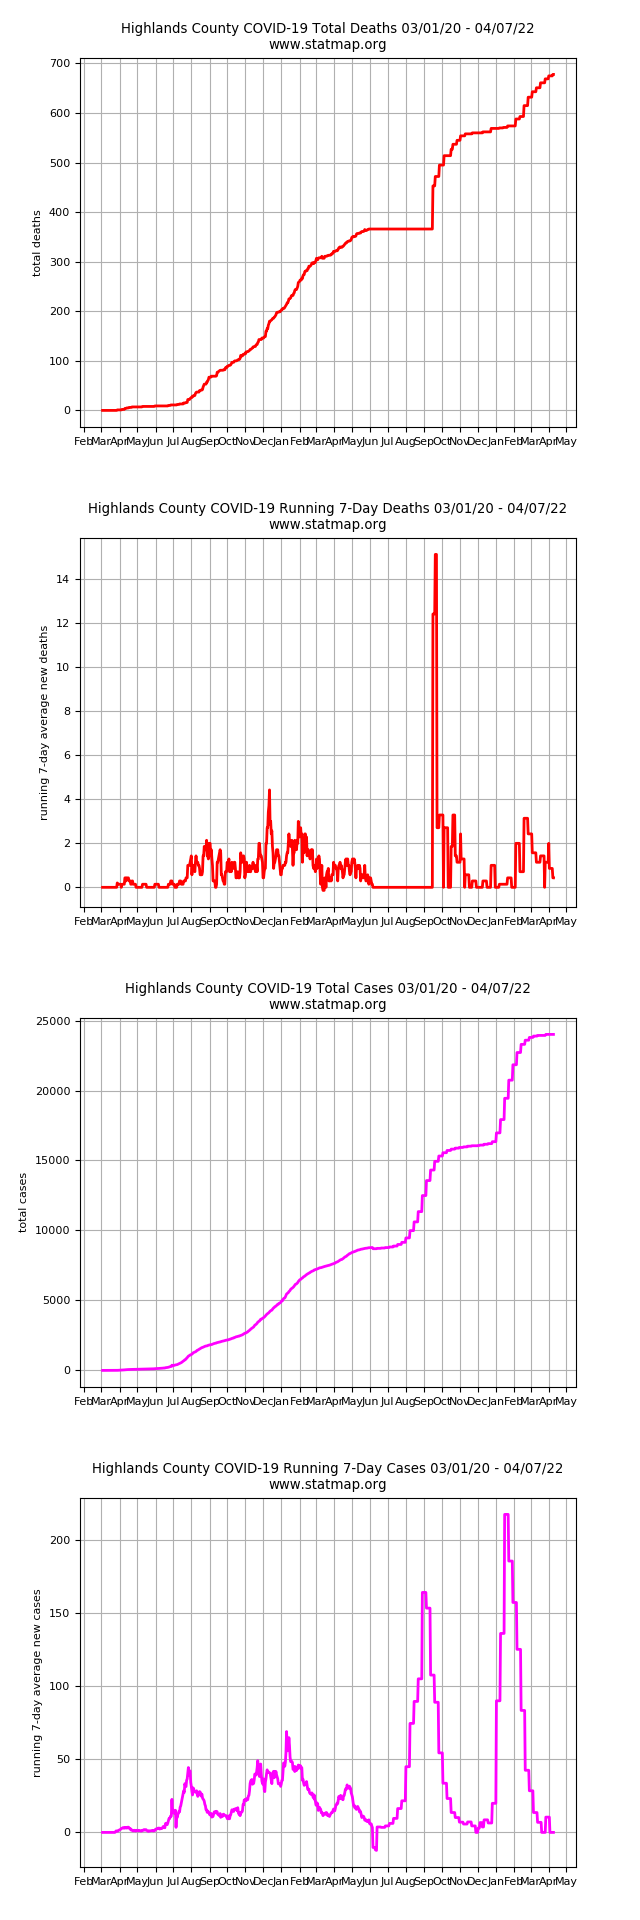 Highlands County COVID-19 Total Deaths 03/01/20 - 04/07/22
www.statmap.org
700
600
500
400
300
200
100
0
total deaths
Feb Mar Apr May Jun Jul Aug Sep Oct Nov Dec Jan Feb Mar Apr May Jun Jul Aug Sep Oct Nov Dec Jan Feb Mar Apr May
Highlands County COVID-19 Running 7-Day Deaths 03/01/20 - 04/07/22
www.statmap.org
14
12
10
8
6
4
2
0
running 7-day average new deaths
Feb Mar Apr May Jun Jul Aug Sep Oct Nov Dec Jan Feb Mar Apr May Jun Jul Aug Sep Oct Nov Dec Jan Feb Mar Apr May
Highlands County COVID-19 Total Cases 03/01/20 - 04/07/22
www.statmap.org
25000
20000
15000
10000
5000
0
total cases
Feb Mar Apr May Jun Jul Aug Sep Oct Nov Dec Jan Feb Mar Apr May Jun Jul Aug Sep Oct Nov Dec Jan Feb Mar Apr May
Highlands County COVID-19 Running 7-Day Cases 03/01/20 - 04/07/22
www.statmap.org
200
150
100
50
0
running 7-day average new cases
Feb Mar Apr May Jun Jul Aug Sep Oct Nov Dec Jan Feb Mar Apr May Jun Jul Aug Sep Oct Nov Dec Jan Feb Mar Apr May